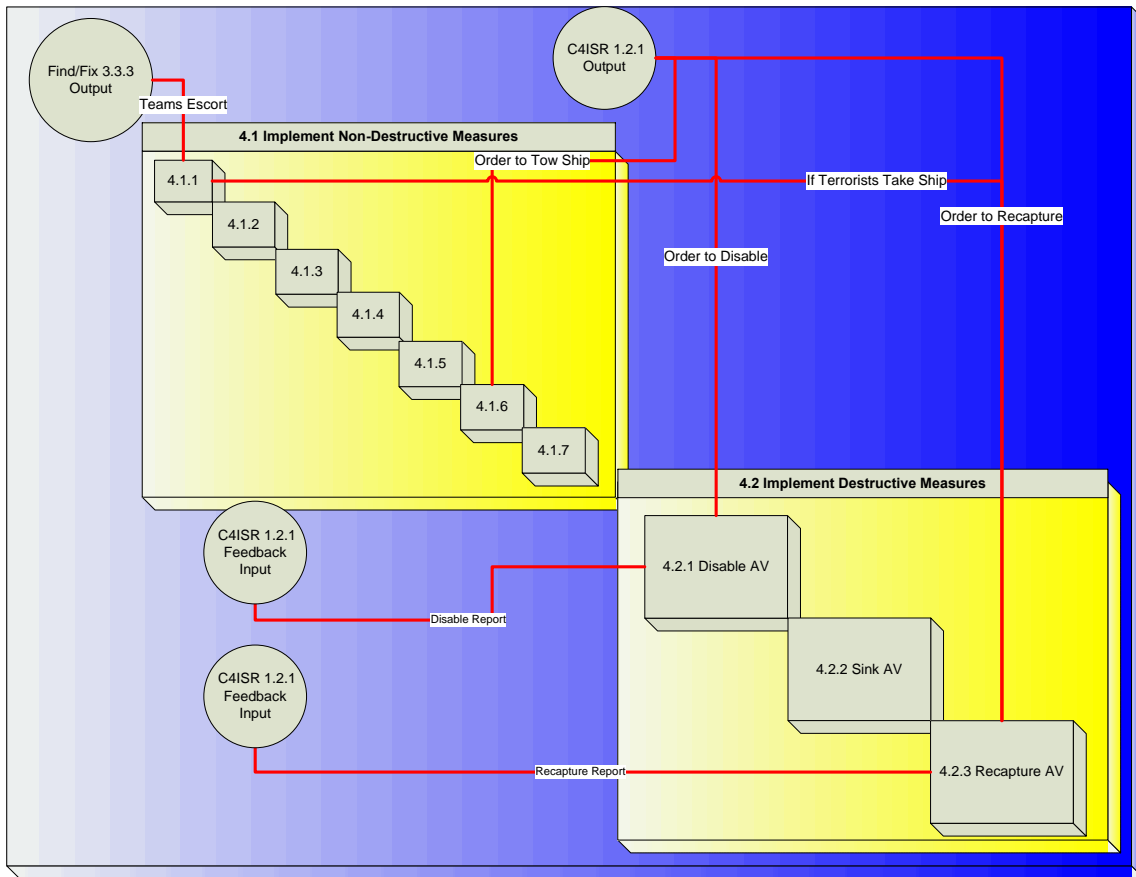 Find/Fix 3.3.3
Output
C4ISR 1.2.1
Output
Teams Escort
4.1 Implement Non-Destructive Measures
Order to Tow Ship
4.1.1
If Terrorists Take Ship
4.1.2
Order to Recapture
Order to Disable
4.1.3
4.1.4
4.1.5
4.1.6
4.1.7
4.2 Implement Destructive Measures
C4ISR 1.2.1
Feedback
Input
4.2.1 Disable AV
Disable Report
4.2.2 Sink AV
C4ISR 1.2.1
Feedback
Input
Recapture Report
4.2.3 Recapture AV